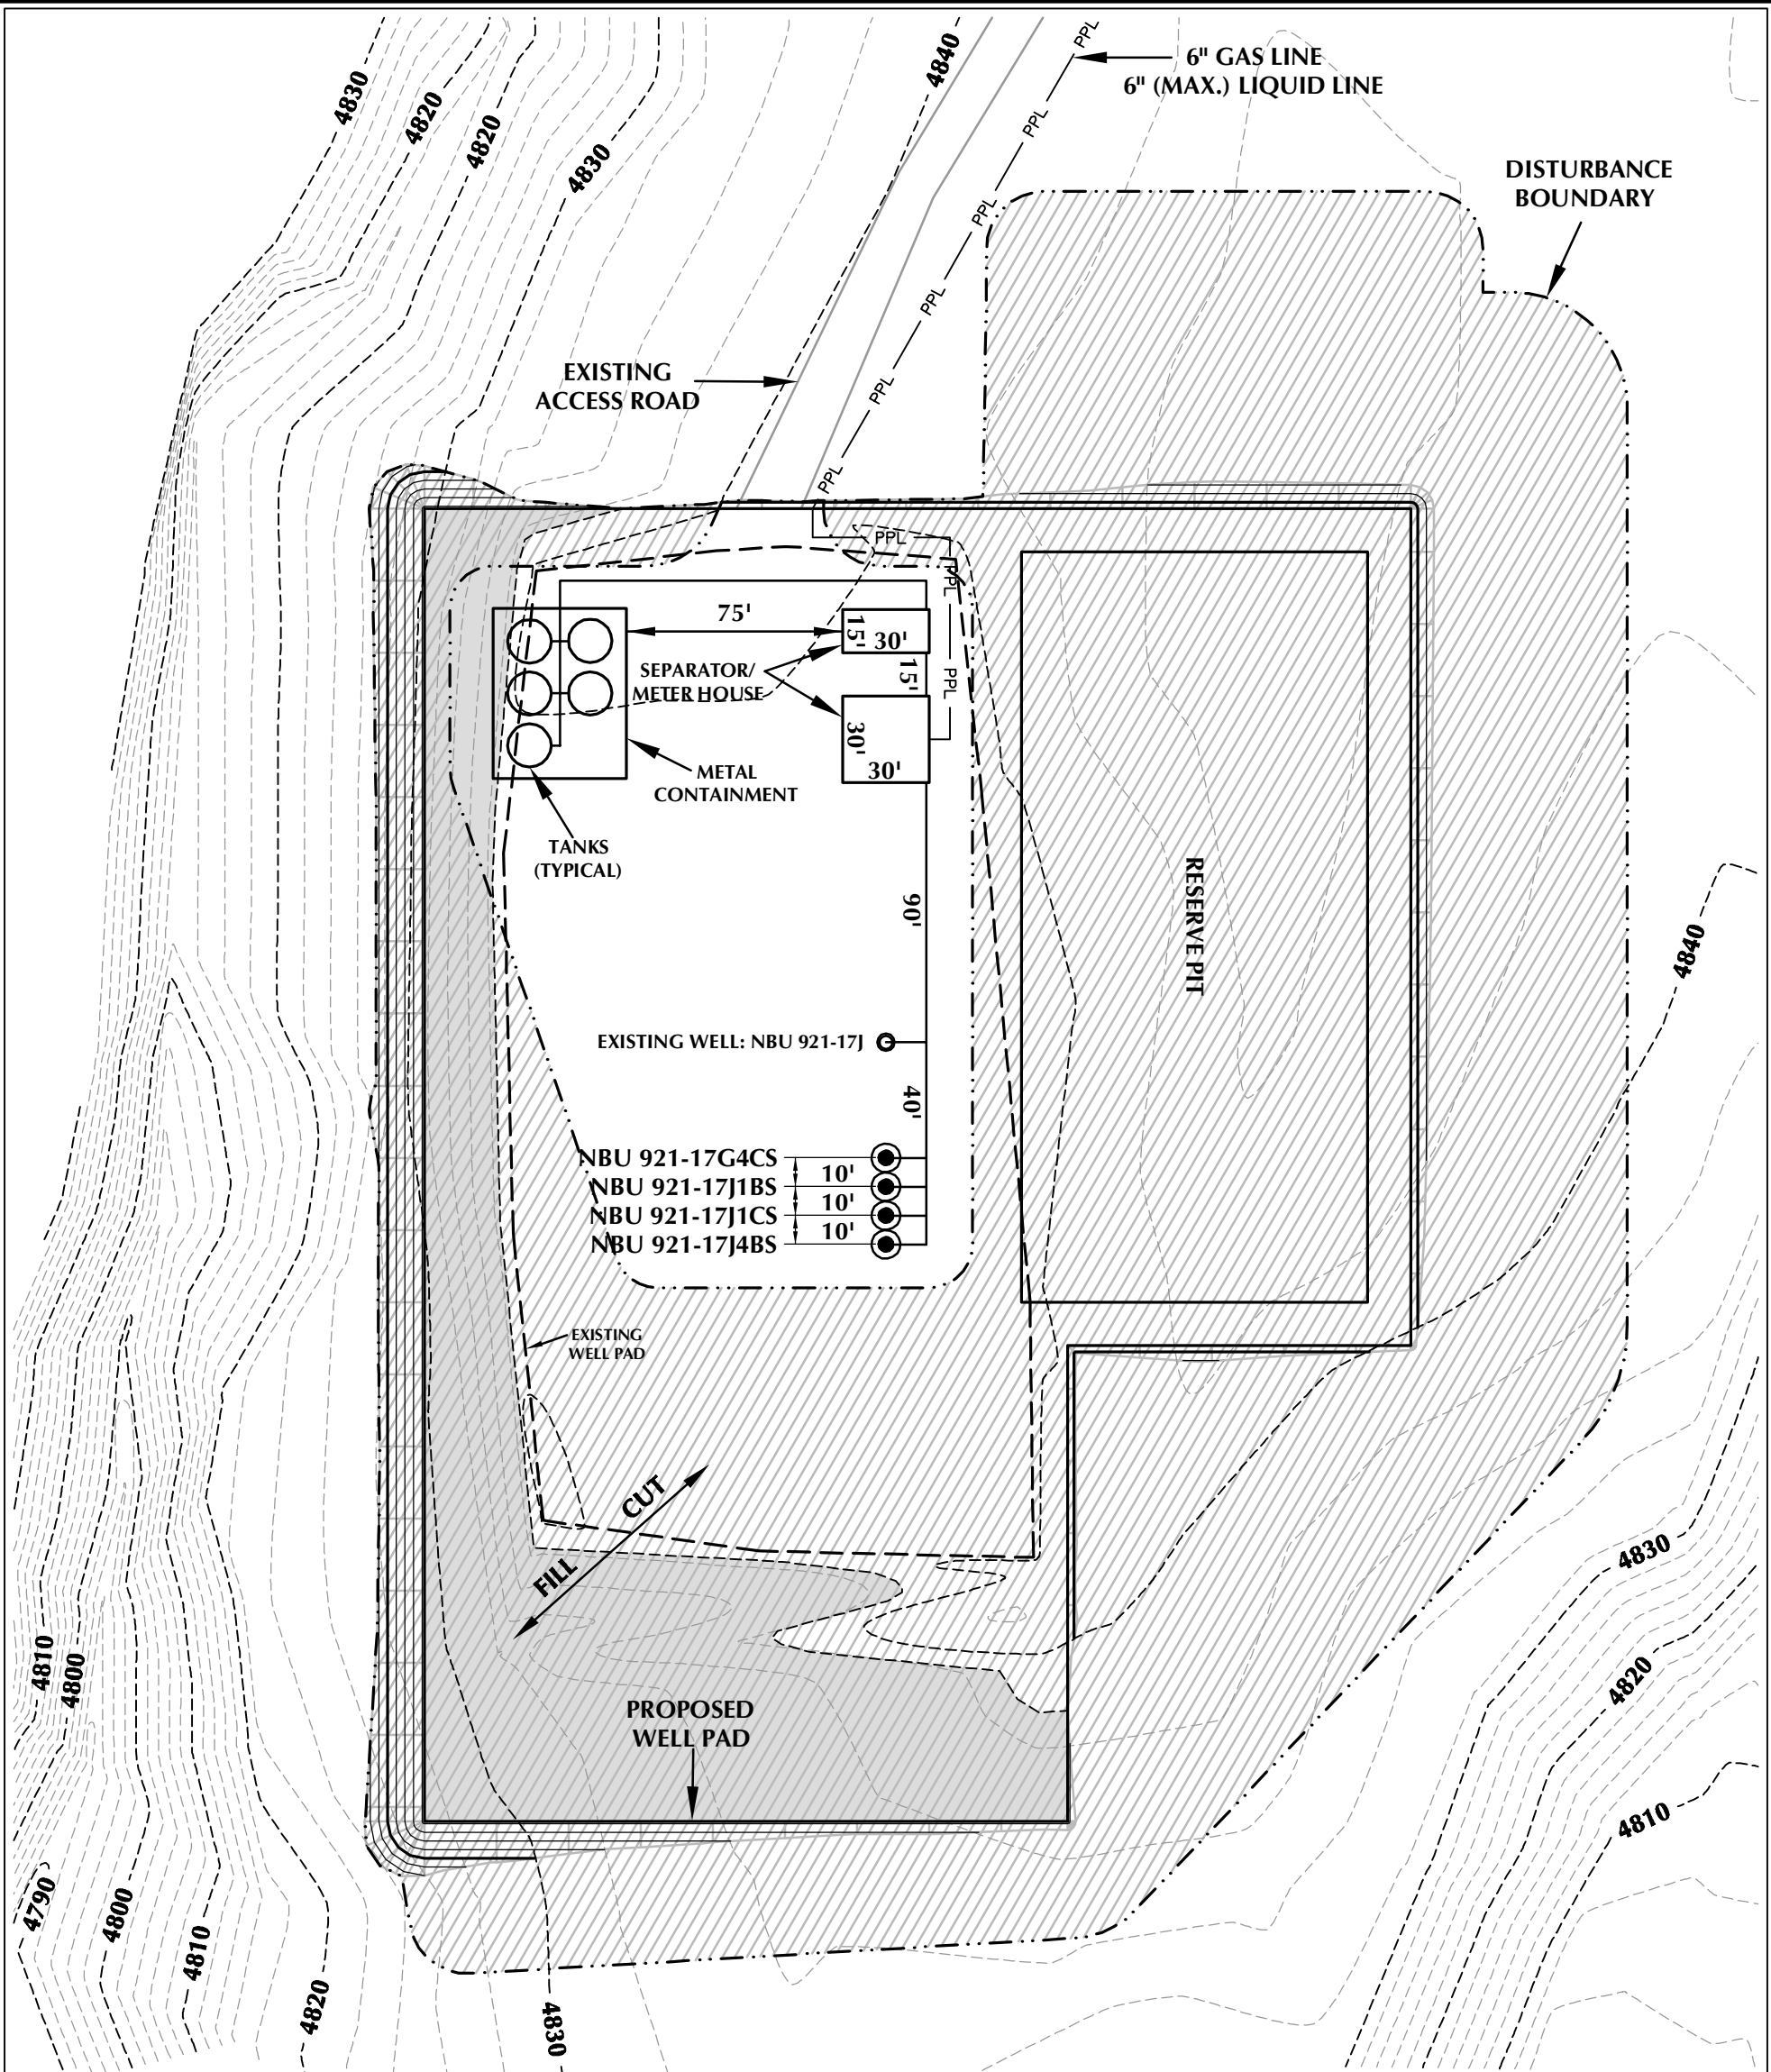 4830
4820
4820
4830
4840
PPL
6" GAS LINE
6" (MAX.) LIQUID LINE
PPL
DISTURBANCE
BOUNDARY
PPL
PPL
EXISTING
ACCESS ROAD
PPL
PPL
PPL
PPL
75'
15'
30'
SEPARATOR/
METER HOUSE
15'
PPL
30'
30'
METAL
CONTAINMENT
TANKS
(TYPICAL)
90'
RESERVE PIT
4840
EXISTING WELL: NBU 921-17J
40'
NBU 921-17G4CS
10'
NBU 921-17J1BS
10'
NBU 921-17J1CS
10'
NBU 921-17J4BS
EXISTING
WELL PAD
CUT
FILL
4830
4810
4800
4820
PROPOSED
WELL PAD
4810
4790
4800
4810
4820
4830